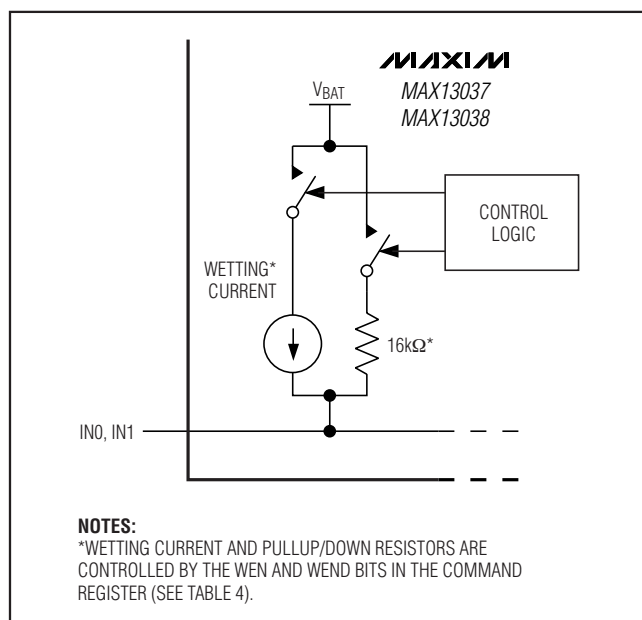 MAXIM
MAX13037
MAX13038
VBAT
CONTROL
LOGIC
WETTING*
CURRENT
16kΩ*
IN0, IN1
NOTES:
*WETTING CURRENT AND PULLUP/DOWN RESISTORS ARE
CONTROLLED BY THE WEN AND WEND BITS IN THE COMMAND
REGISTER (SEE TABLE 4).